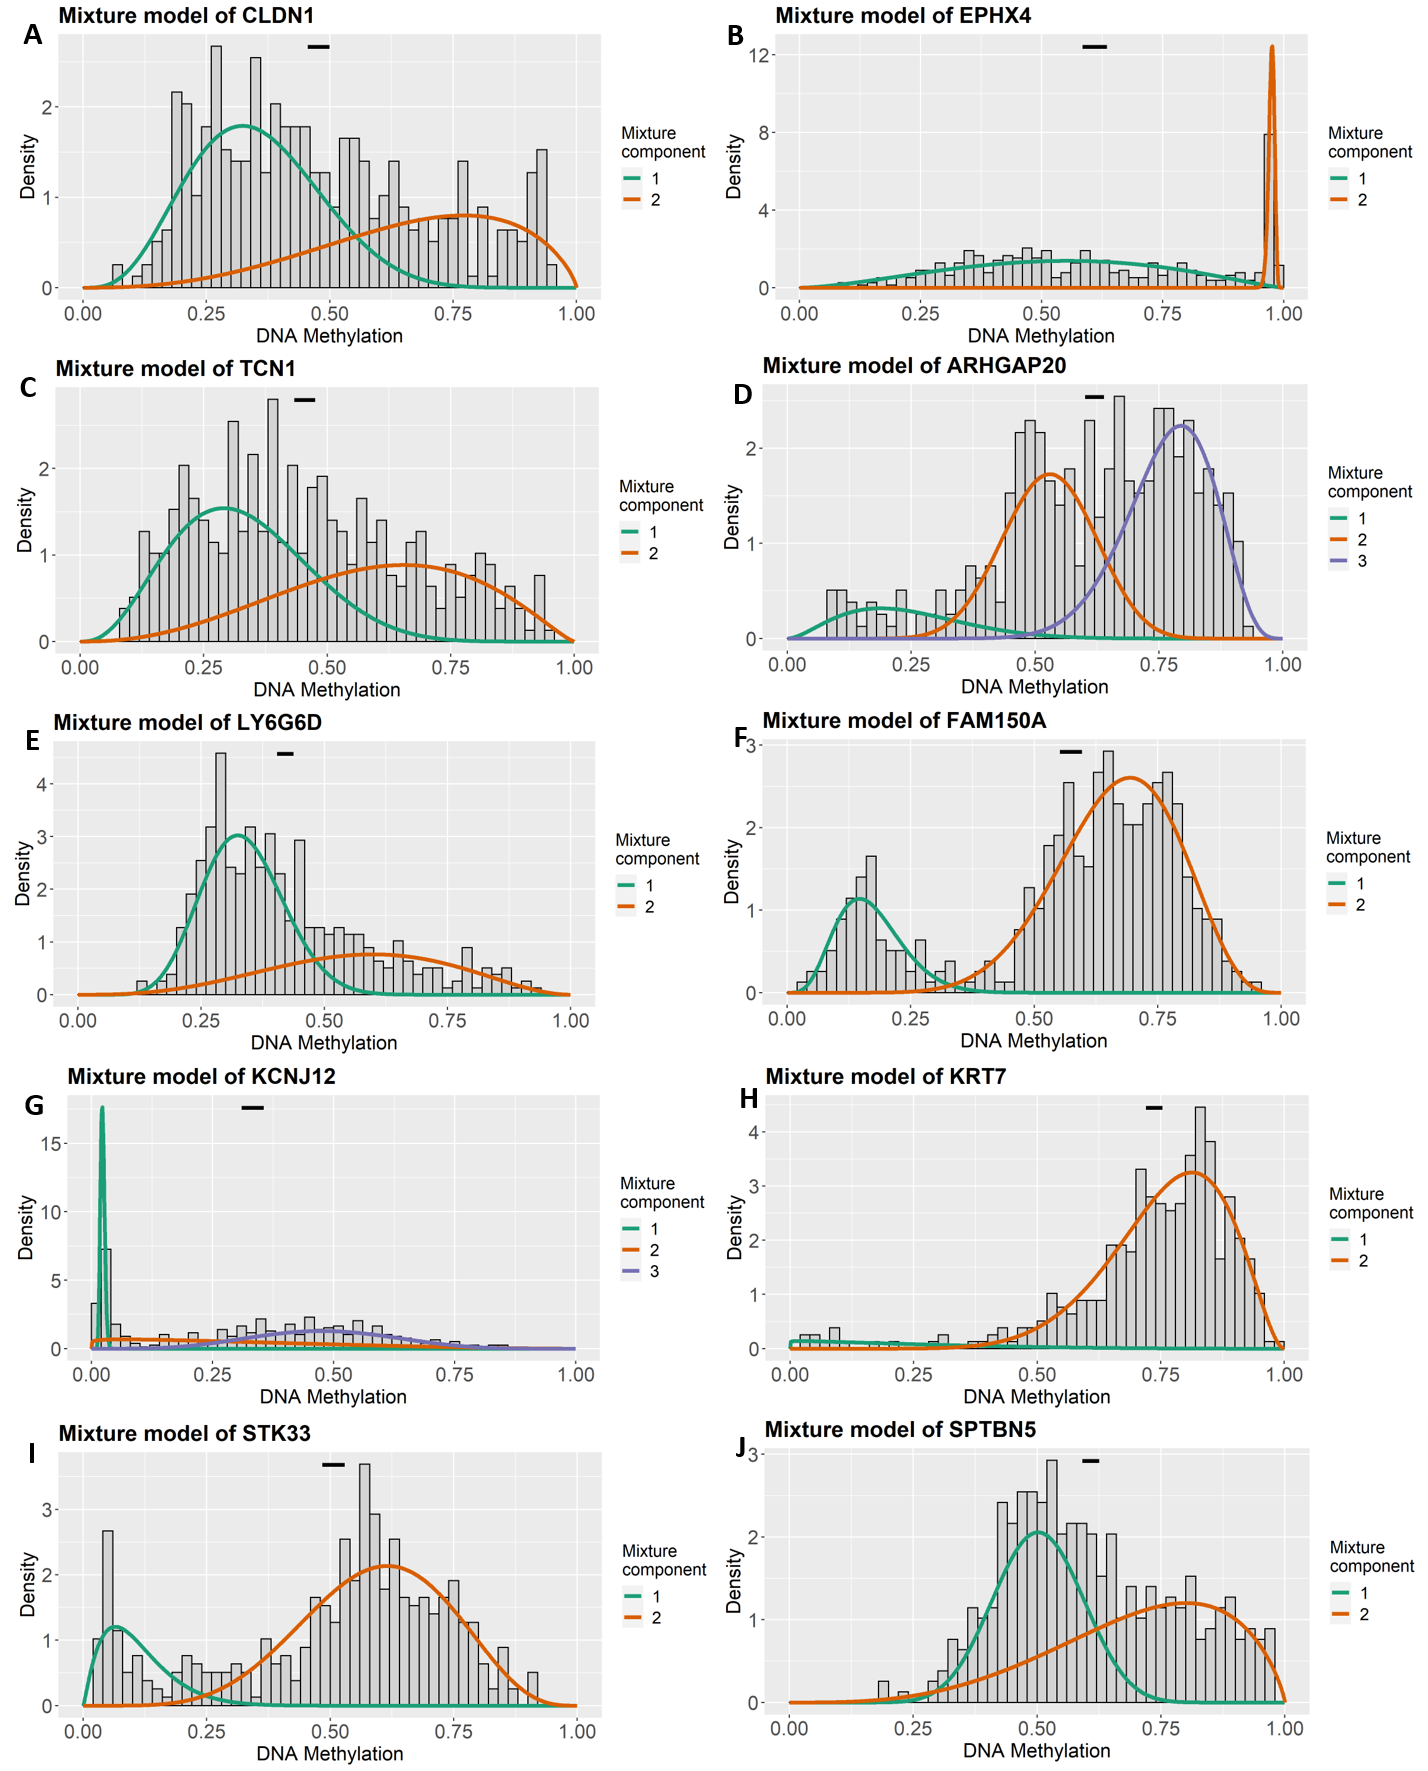 A
Mixture model of CLDN1
Density
2
1
0
0.00 0.25 0.50 0.75 1.00
DNA Methylation
Mixture
component
1
2
B
Mixture model of EPHX4
Density
12
8
4
0
0.00 0.25 0.50 0.75 1.00
DNA Methylation
Mixture
component
1
2
C
Mixture model of TCN1
Density
2
1
0
0.00 0.25 0.50 0.75 1.00
DNA Methylation
Mixture
component
1
2
D
Mixture model of ARHGAP20
Density
2
1
0
0.00 0.25 0.50 0.75 1.00
DNA Methylation
Mixture
component
1
2
3
E
Mixture model of LY6G6D
Density
4
3
2
1
0
0.00 0.25 0.50 0.75 1.00
DNA Methylation
Mixture
component
1
2
F
Mixture model of FAM150A
Density
3
2
1
0
0.00 0.25 0.50 0.75 1.00
DNA Methylation
Mixture
component
1
2
G
Mixture model of KCNJ12
Density
15
10
5
0
0.00 0.25 0.50 0.75 1.00
DNA Methylation
Mixture
component
1
2
3
H
Mixture model of KRT7
Density
4
3
2
1
0
0.00 0.25 0.50 0.75 1.00
DNA Methylation
Mixture
component
1
2
I
Mixture model of STK33
Density
3
2
1
0
0.00 0.25 0.50 0.75 1.00
DNA Methylation
Mixture
component
1
2
J
Mixture model of SPTBN5
Density
3
2
1
0
0.00 0.25 0.50 0.75 1.00
DNA Methylation
Mixture
component
1
2